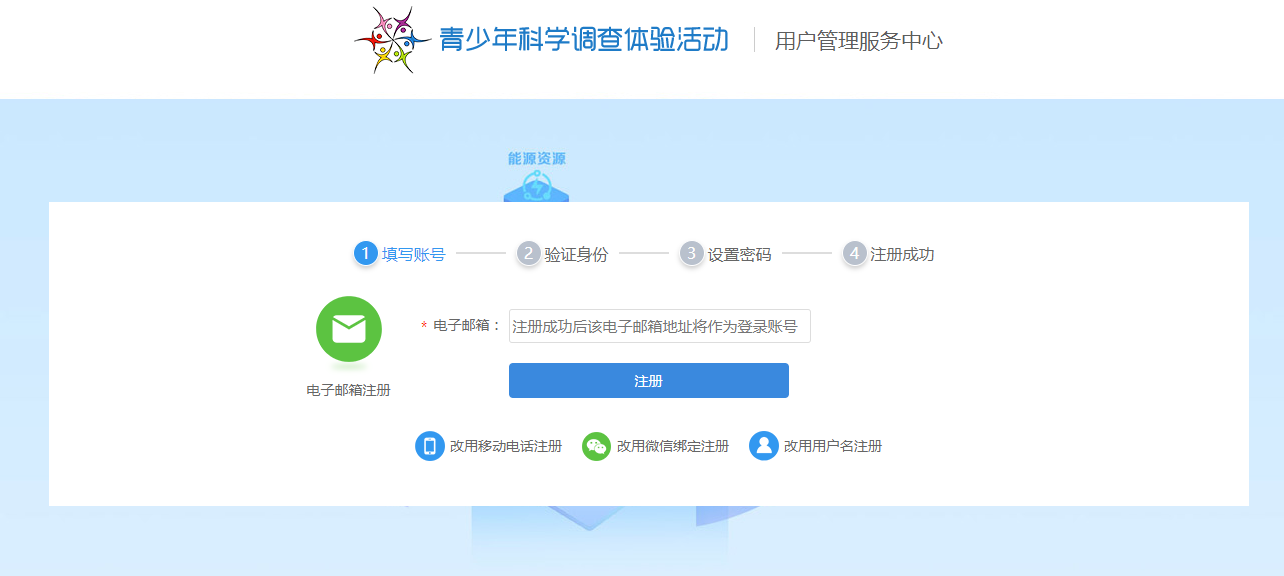 青少年科学调查体验活动 用户管理服务中心
能源资源
1 填写账号 2 验证身份 3 设置密码 4 注册成功
* 电子邮箱： 注册成功后该电子邮箱地址将作为登录账号
注册
电子邮箱注册
改用移动电话注册 改用微信绑定注册 改用用户名注册